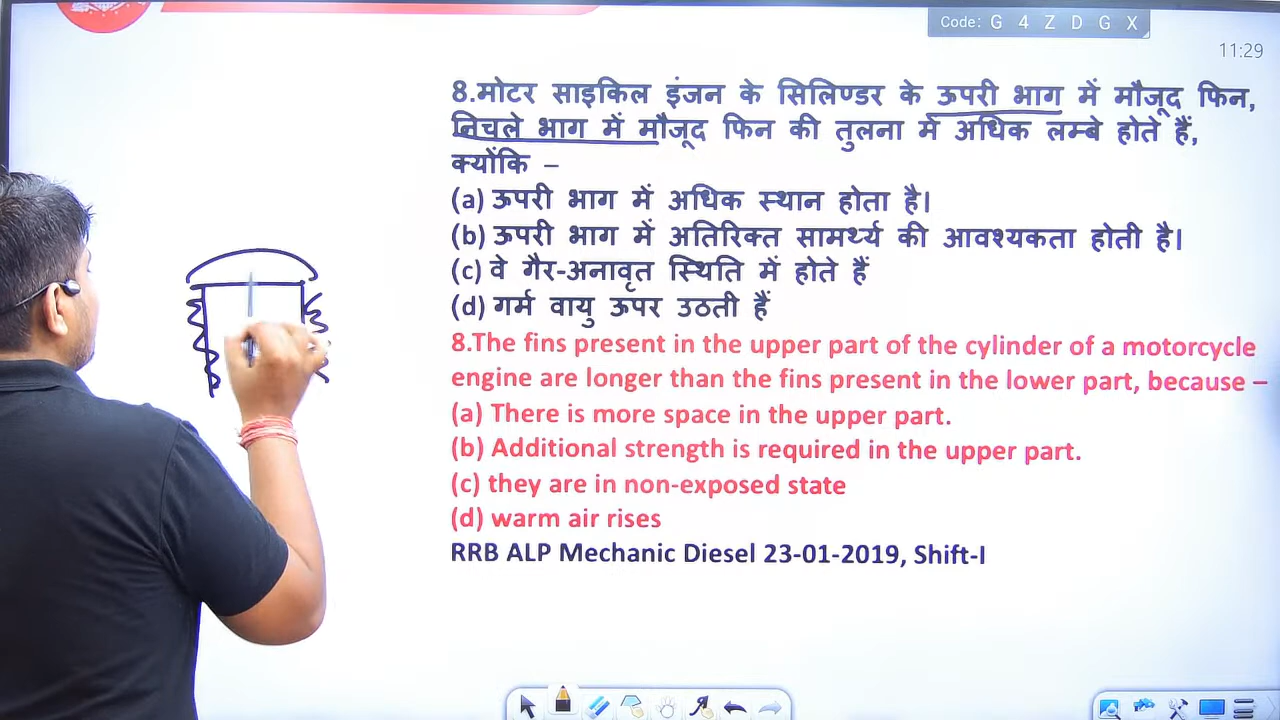 Code: G 4 Z D G X
11:29
8.मोटर साइकिल इंजन के सिलिण्डर के ऊपरी भाग में मौजूद फिन,
निचले भाग में मौजूद फिन की तुलना में अधिक लम्बे होते हैं,
क्योंकि –
(a) ऊपरी भाग में अधिक स्थान होता है।
(b) ऊपरी भाग में अतिरिक्त सामर्थ्य की आवश्यकता होती है।
(c) वे गैर-अनावृत स्थिति में होते हैं
(d) गर्म वायु ऊपर उठती हैं
8.The fins present in the upper part of the cylinder of a motorcycle
engine are longer than the fins present in the lower part, because –
(a) There is more space in the upper part.
(b) Additional strength is required in the upper part.
(c) they are in non-exposed state
(d) warm air rises
RRB ALP Mechanic Diesel 23-01-2019, Shift-I